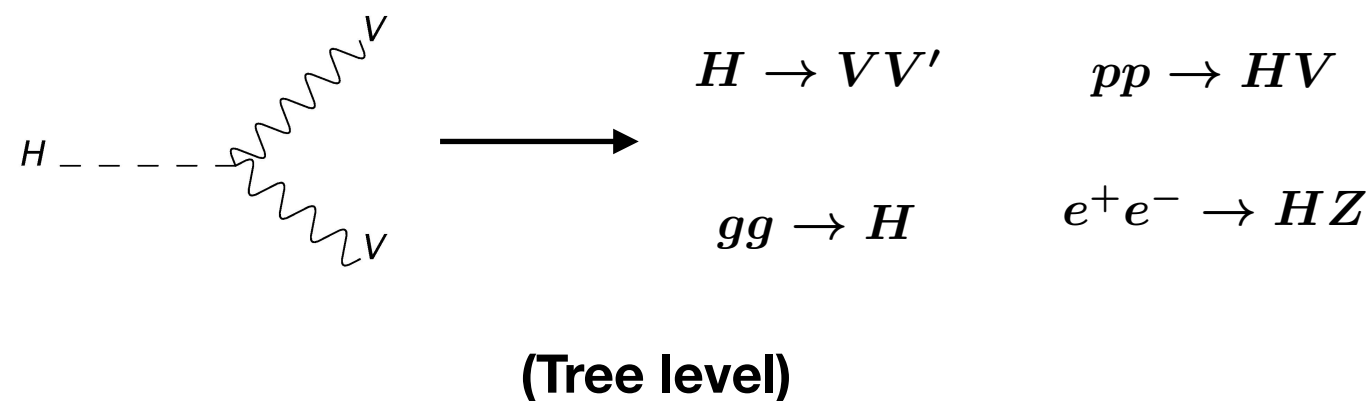 V
H → VV′
pp → HV
H
gg → H
e⁺e⁻ → HZ
V
(Tree level)